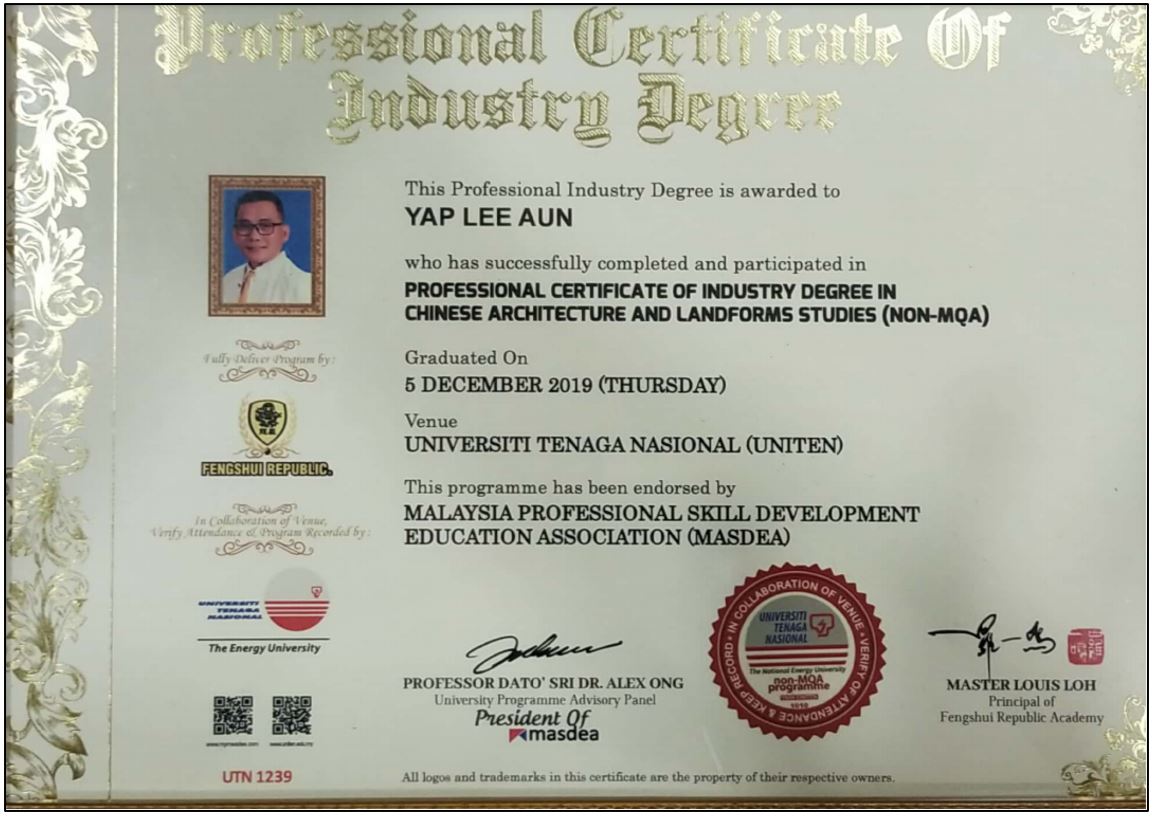 Professional Certificate Of
Industry Degree
This Professional Industry Degree is awarded to
YAP LEE AUN
who has successfully completed and participated in
PROFESSIONAL CERTIFICATE OF INDUSTRY DEGREE IN
CHINESE ARCHITECTURE AND LANDFORMS STUDIES (NON-MQA)
Graduated On
5 DECEMBER 2019 (THURSDAY)
Venue
UNIVERSITI TENAGA NASIONAL (UNITEN)
This programme has been endorsed by
MALAYSIA PROFESSIONAL SKILL DEVELOPMENT
EDUCATION ASSOCIATION (MASDEA)
Fully Deliver Program by:
FENGSHUI REPUBLIC.
In Collaboration of Venue,
Verify Attendance & Program Recorded by:
UNIVERSITI
TENAGA
NASIONAL
The Energy University
www.uniten.edu.my
UTN 1239
PROFESSOR DATO' SRI DR. ALEX ONG
University Programme Advisory Panel
President Of
masdea
IN COLLABORATION OF VENUE • VERIFY OF ATTENDANCE & KEEP RECORD •
UNIVERSITI
TENAGA
NASIONAL
The National Energy University
non-MQA
programme
MASTER LOUIS LOH
Principal of
Fengshui Republic Academy
All logos and trademarks in this certificate are the property of their respective owners.